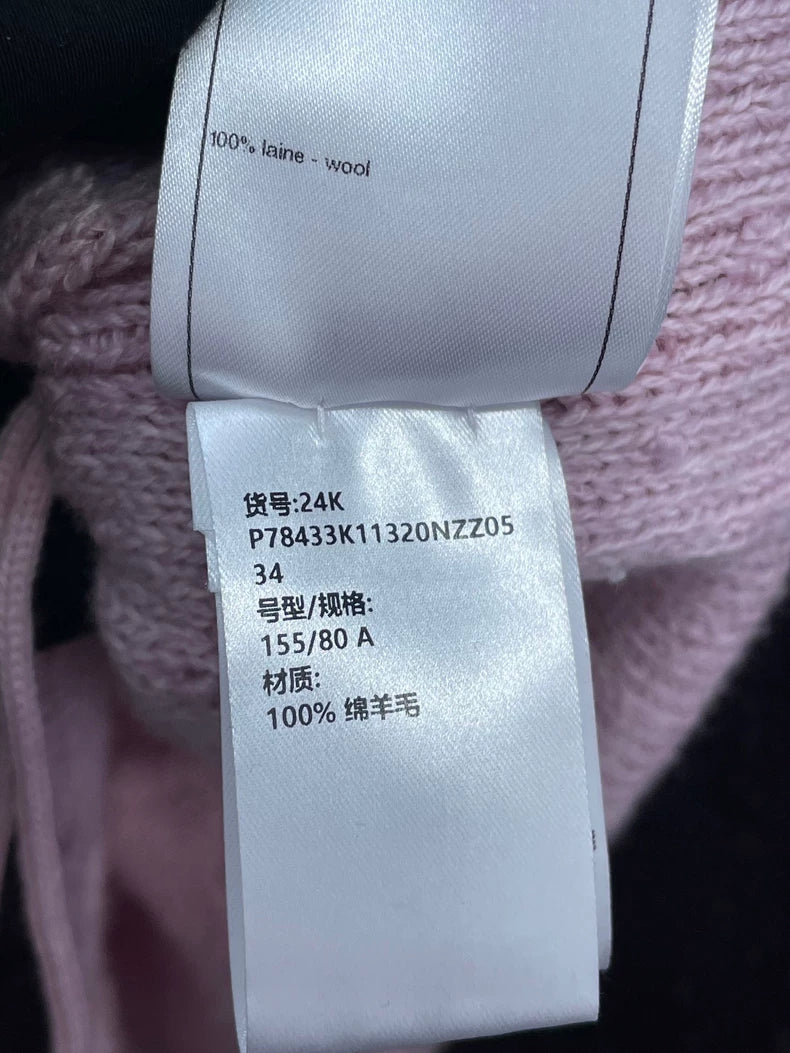 100% laine - wool
货号:24K
P78433K11320NZZ05
34
号型/规格:
155/80 A
材质:
100% 绵羊毛